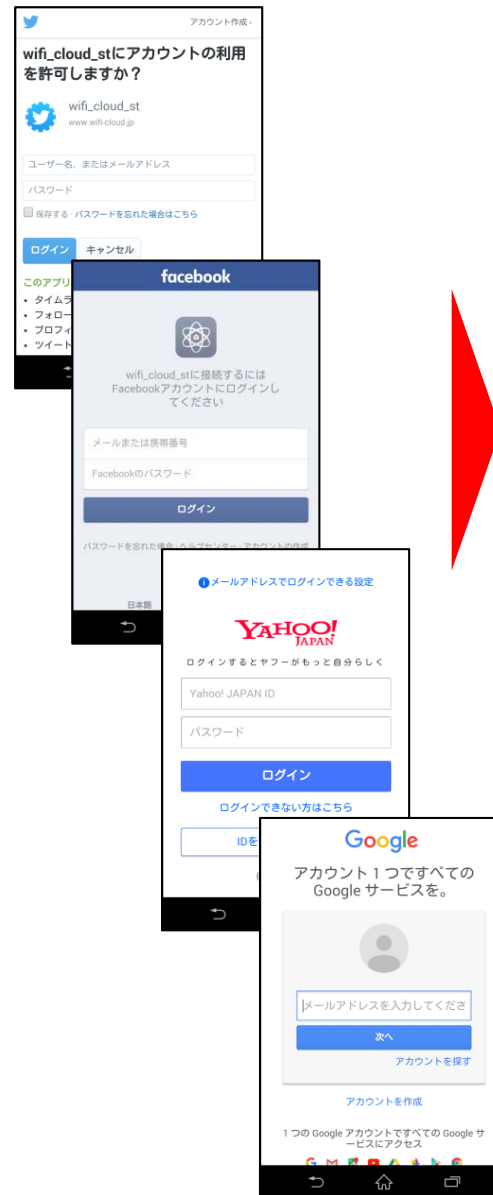 アカウント作成 ›
wifi_cloud_stにアカウントの利用
を許可しますか？
wifi_cloud_st
www.wifi-cloud.jp
ユーザー名、またはメールアドレス
パスワード
保存する · パスワードを忘れた場合はこちら
ログイン キャンセル
このアプリ
• タイムラ
• フォロー
• プロフィ
• ツイート
facebook
wifi_cloud_stに接続するには
Facebookアカウントにログインし
てください
メールまたは携帯番号
Facebookのパスワード
ログイン
パスワードを忘れた場合 · ヘルプセンター · アカウントの作成
日本語
メールアドレスでログインできる設定
YAHOO!
JAPAN
ログインするとヤフーがもっと自分らしく
Yahoo! JAPAN ID
パスワード
ログイン
ログインできない方はこちら
IDを
Google
アカウント 1 つですべての
Google サービスを。
メールアドレスを入力してくださ
次へ
アカウントを探す
アカウントを作成
1 つの Google アカウントですべての Google サ
ービスにアクセス